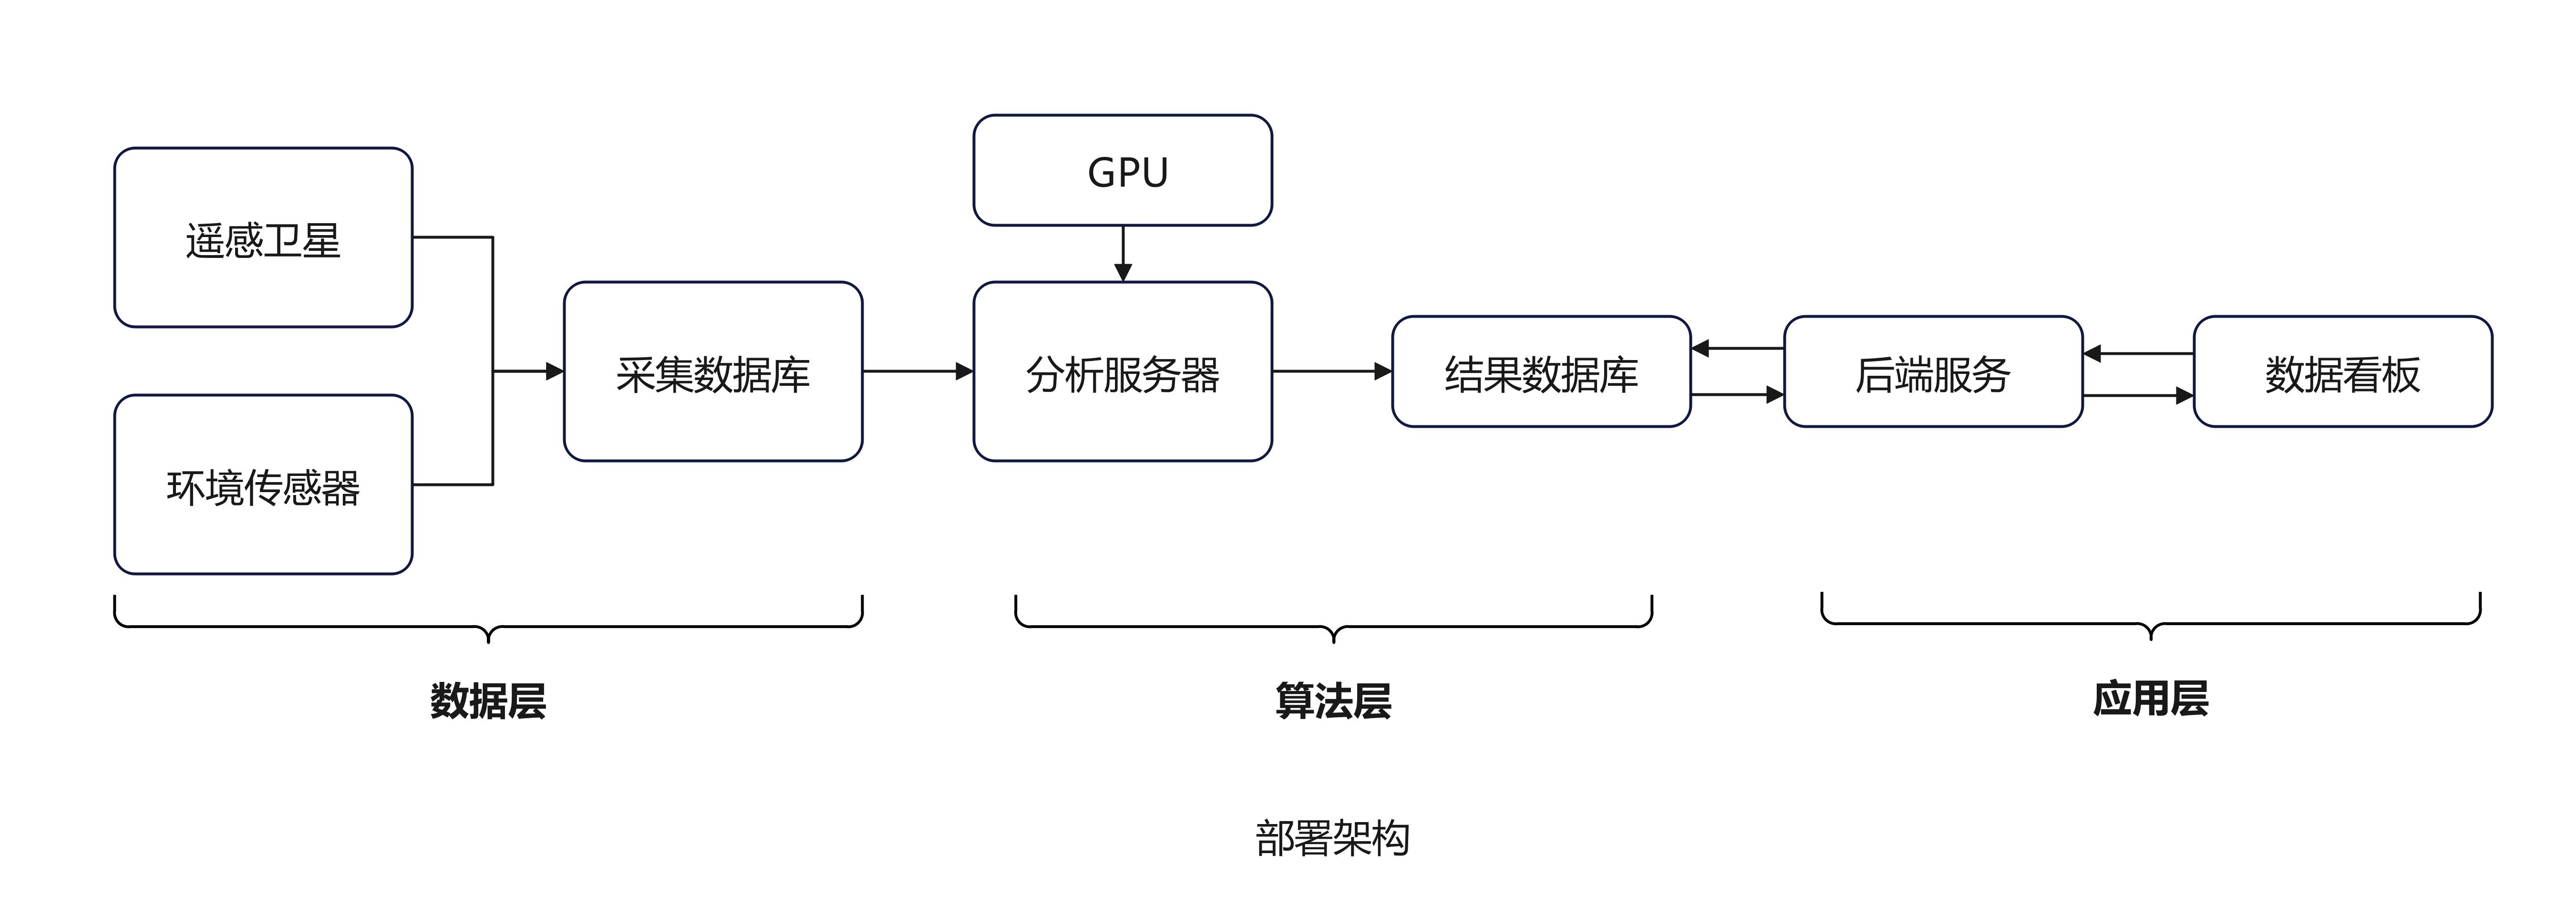 GPU
遥感卫星
环境传感器
采集数据库
分析服务器
结果数据库
后端服务
数据看板
数据层
算法层
应用层
部署架构